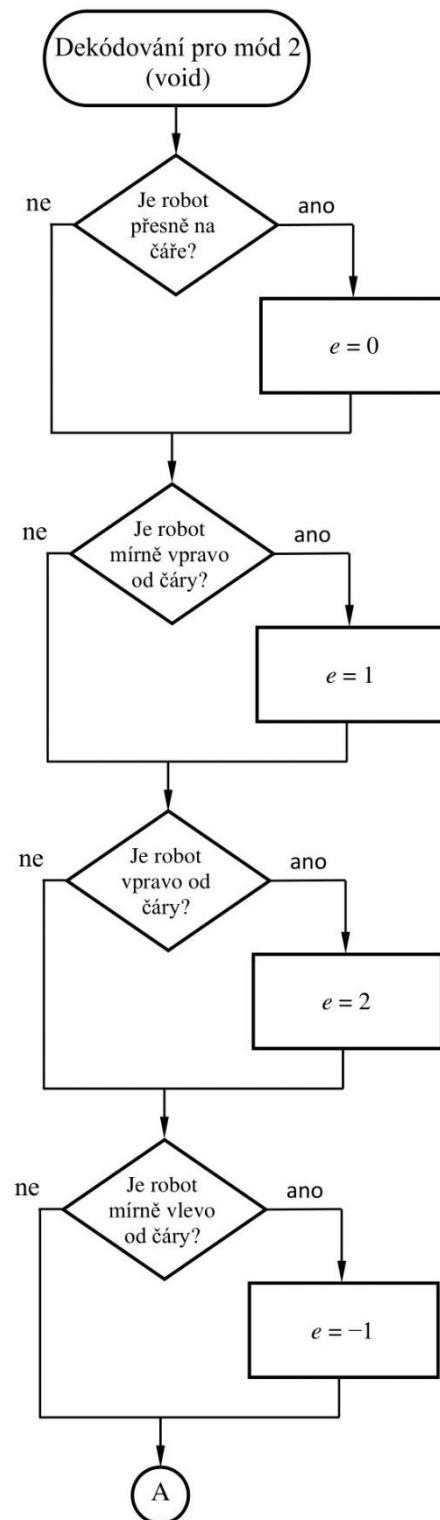 Dekódování pro mód 2
(void)
ne
Je robot
přesně na
čáře?
ano
e = 0
ne
Je robot
mírně vpravo
od čáry?
ano
e = 1
ne
Je robot
vpravo od
čáry?
ano
e = 2
ne
Je robot
mírně vlevo
od čáry?
ano
e = −1
A